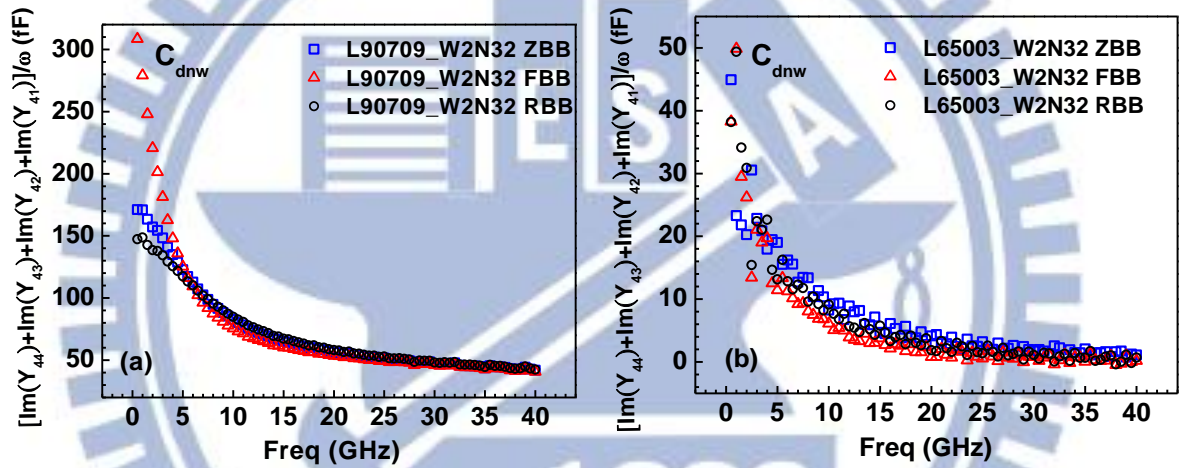 [Im(Y44)+Im(Y43)+Im(Y42)+Im(Y41)]/ω (fF)
300
250
200
150
100
50
Cdnw
L90709_W2N32 ZBB
L90709_W2N32 FBB
L90709_W2N32 RBB
(a)
0 5 10 15 20 25 30 35 40
Freq (GHz)
[Im(Y44)+Im(Y43)+Im(Y42)+Im(Y41)]/ω (fF)
50
40
30
20
10
0
Cdnw
L65003_W2N32 ZBB
L65003_W2N32 FBB
L65003_W2N32 RBB
(b)
0 5 10 15 20 25 30 35 40
Freq (GHz)
E S A
8